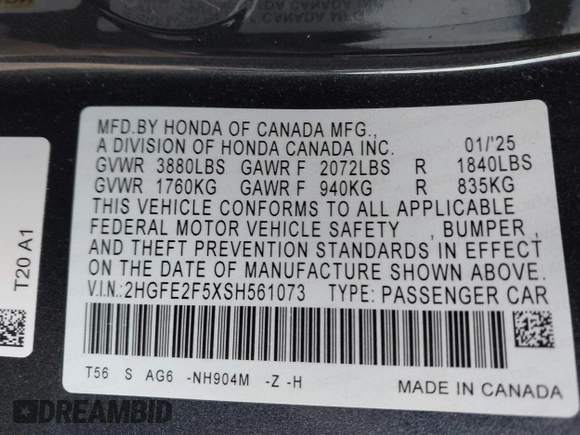 CANADA MFG.
T20 A1
MFD.BY HONDA OF CANADA MFG.,
A DIVISION OF HONDA CANADA INC. 01/'25
GVWR 3880LBS GAWR F 2072LBS R 1840LBS
GVWR 1760KG GAWR F 940KG R 835KG
THIS VEHICLE CONFORMS TO ALL APPLICABLE
FEDERAL MOTOR VEHICLE SAFETY , BUMPER ,
AND THEFT PREVENTION STANDARDS IN EFFECT
ON THE DATE OF MANUFACTURE SHOWN ABOVE.
V.I.N.:2HGFE2F5XSH561073 TYPE: PASSENGER CAR
T56 S AG6 -NH904M -Z -H
MADE IN CANADA
DREAMBID